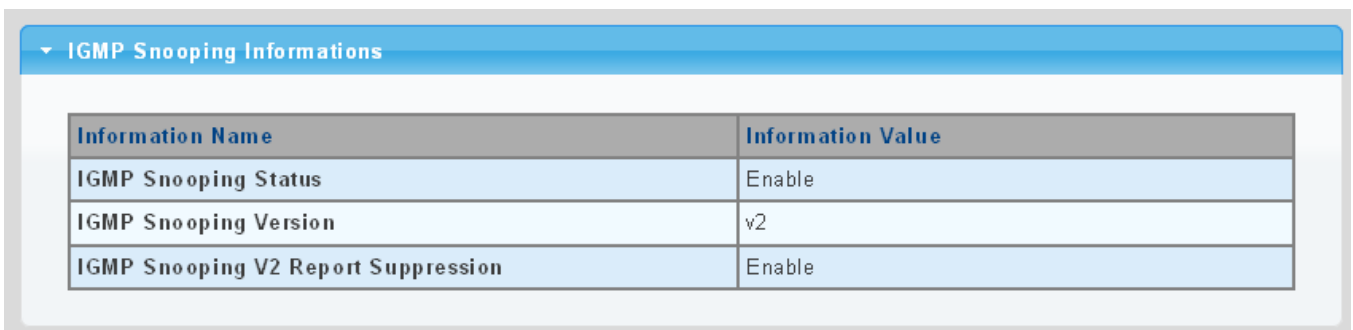 IGMP Snooping Informations
Information Name Information Value
IGMP Snooping Status Enable
IGMP Snooping Version v2
IGMP Snooping V2 Report Suppression Enable